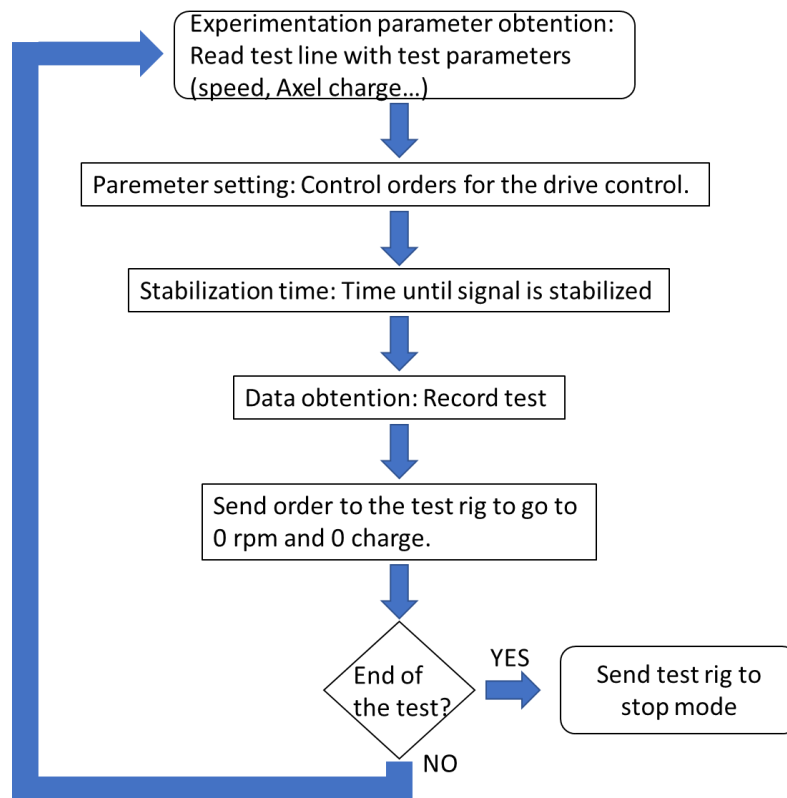 Experimentation parameter obtention:
Read test line with test parameters
(speed, Axel charge...)
Paremeter setting: Control orders for the drive control.
Stabilization time: Time until signal is stabilized
Data obtention: Record test
Send order to the test rig to go to
0 rpm and 0 charge.
End of
the test?
YES
Send test rig to
stop mode
NO